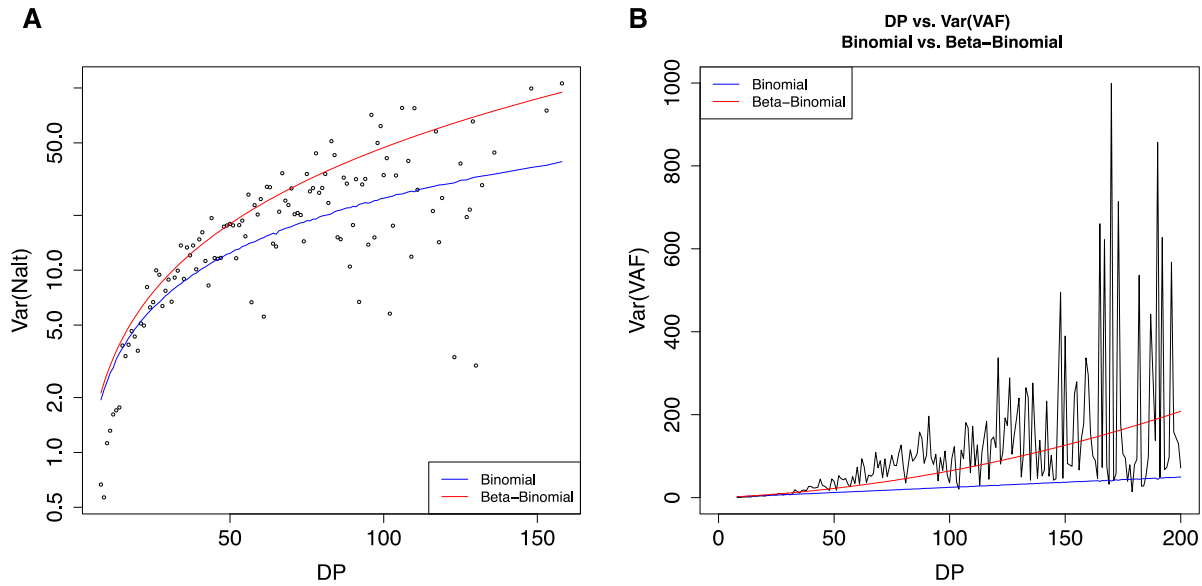 A
Var(Nalt)
50.0
10.0
5.0
2.0
1.0
0.5
50
100
150
DP
Binomial
Beta−Binomial
B
DP vs. Var(VAF)
Binomial vs. Beta−Binomial
Var(VAF)
1000
800
600
400
200
0
0
50
100
150
200
DP
Binomial
Beta−Binomial